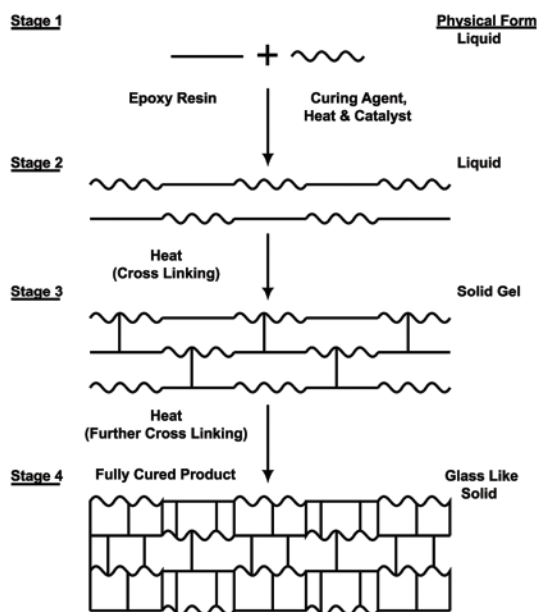 Stage 1
Physical Form
Liquid
+
Epoxy Resin
Curing Agent,
Heat & Catalyst
Stage 2
Liquid
Heat
(Cross Linking)
Stage 3
Solid Gel
Heat
(Further Cross Linking)
Stage 4
Fully Cured Product
Glass Like
Solid